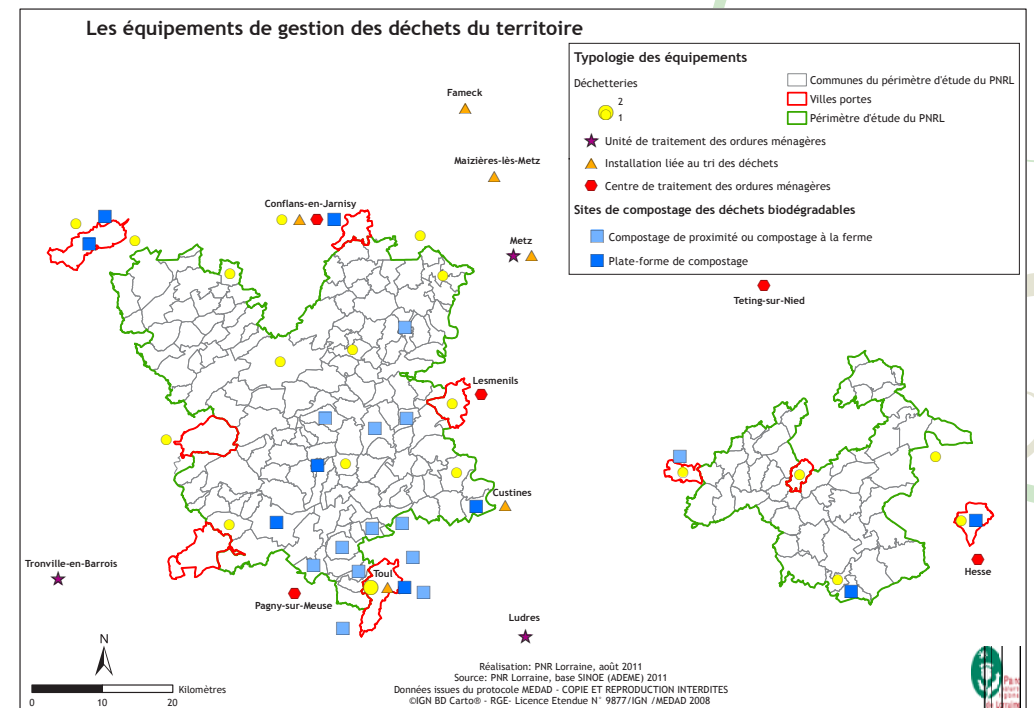 Les équipements de gestion des déchets du territoire
Typologie des équipements
Déchetteries
2
1
Communes du périmètre d'étude du PNRL
Villes portes
Périmètre d'étude du PNRL
Unité de traitement des ordures ménagères
Installation liée au tri des déchets
Centre de traitement des ordures ménagères
Sites de compostage des déchets biodégradables
Compostage de proximité ou compostage à la ferme
Plate-forme de compostage
Fameck
Maizières-lès-Metz
Conflans-en-Jarnisy
Metz
Teting-sur-Nied
Lesmenils
Custines
Tronville-en-Barrois
Toul
Hesse
Pagny-sur-Meuse
Ludres
N
Kilomètres
0 10 20
Réalisation: PNR Lorraine, août 2011
Source: PNR Lorraine, base SINOE (ADEME) 2011
Données issues du protocole MEDAD - COPIE ET REPRODUCTION INTERDITES
©IGN BD Carto® - RGE- Licence Etendue N° 9877/IGN /MEDAD 2008